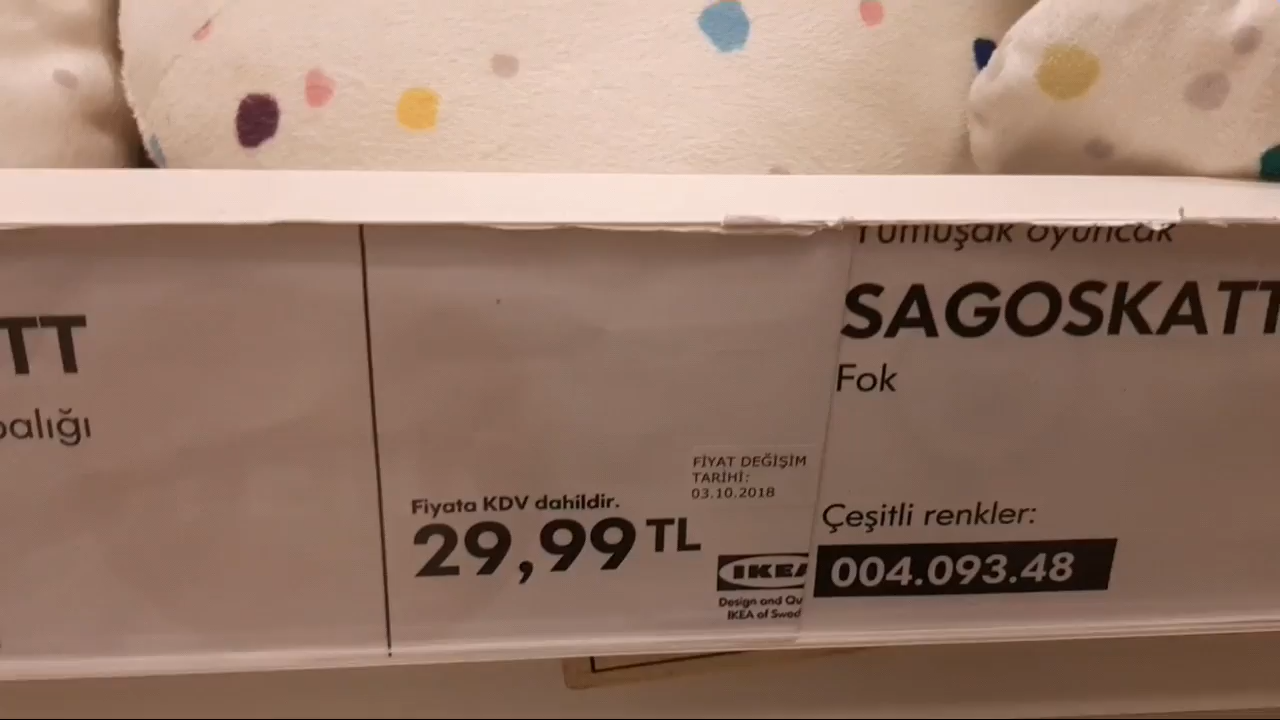 TT
balığı
FİYAT DEĞİŞİM
TARİHİ:
03.10.2018
Fiyata KDV dahildir.
29,99 TL
IKEA
Design and Qu
IKEA of Swed
Yumuşak oyuncak
SAGOSKATT
Fok
Çeşitli renkler:
004.093.48